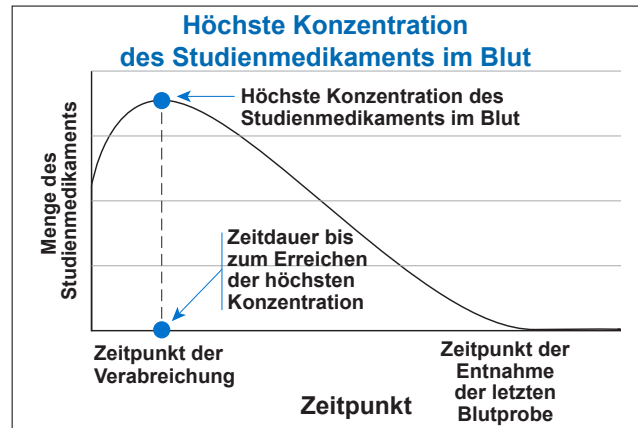 Höchste Konzentration
des Studienmedikaments im Blut
Höchste Konzentration des
Studienmedikaments im Blut
Menge des
Studienmedikaments
Zeitdauer bis
zum Erreichen
der höchsten
Konzentration
Zeitpunkt der
Verabreichung
Zeitpunkt der
Entnahme
der letzten
Blutprobe
Zeitpunkt